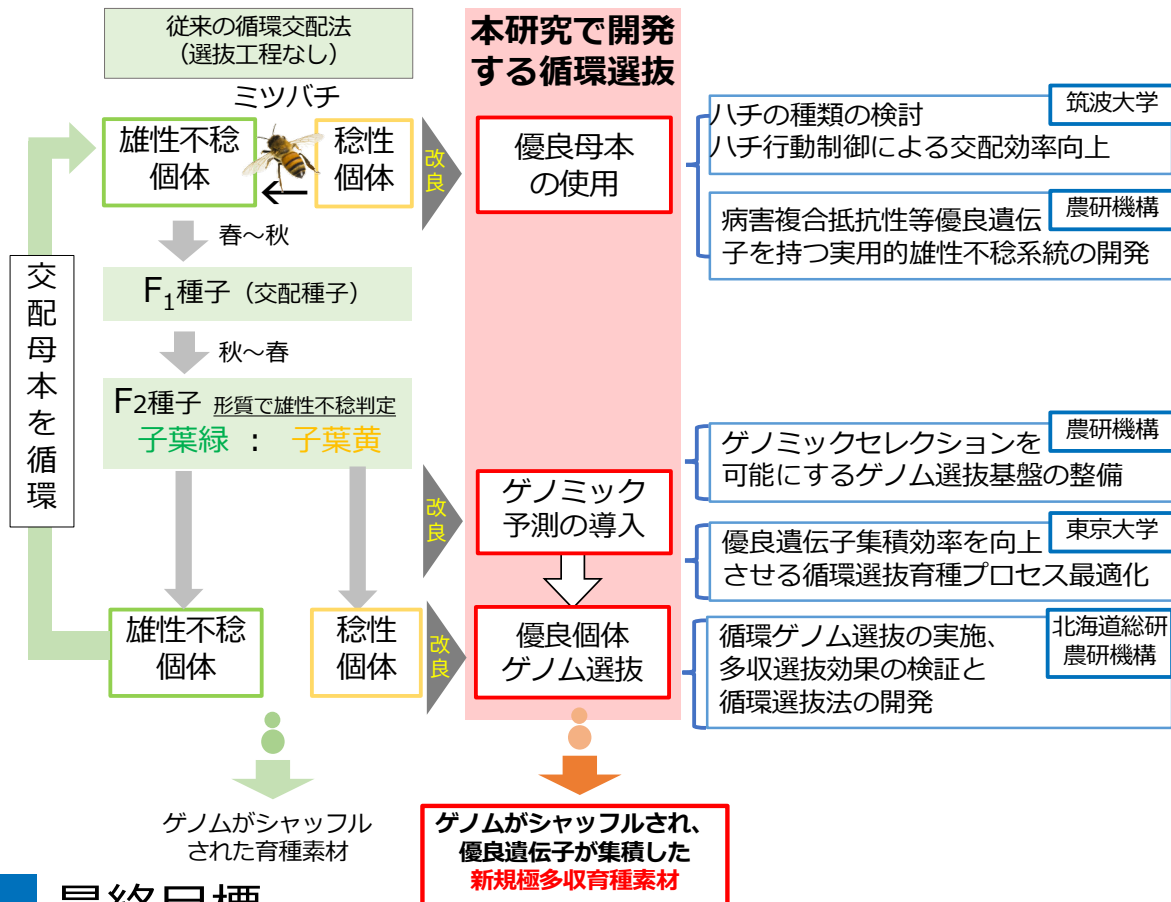 従来の循環交配法
（選抜工程なし）
本研究で開発
する循環選抜
ミツバチ
雄性不稔
個体
←
稔性
個体
改良
優良母本
の使用
筑波大学
ハチの種類の検討
ハチ行動制御による交配効率向上
農研機構
病害複合抵抗性等優良遺伝
子を持つ実用的雄性不稔系統の開発
春～秋
F1種子（交配種子）
秋～春
交配母本を循環
F2種子 形質で雄性不稔判定
子葉緑 ： 子葉黄
改良
ゲノミック
予測の導入
農研機構
ゲノミックセレクションを
可能にするゲノム選抜基盤の整備
東京大学
優良遺伝子集積効率を向上
させる循環選抜育種プロセス最適化
雄性不稔
個体
稔性
個体
改良
優良個体
ゲノム選抜
北海道総研
農研機構
循環ゲノム選抜の実施、
多収選抜効果の検証と
循環選抜法の開発
ゲノムがシャッフル
された育種素材
ゲノムがシャッフルされ、
優良遺伝子が集積した
新規極多収育種素材
最終目標